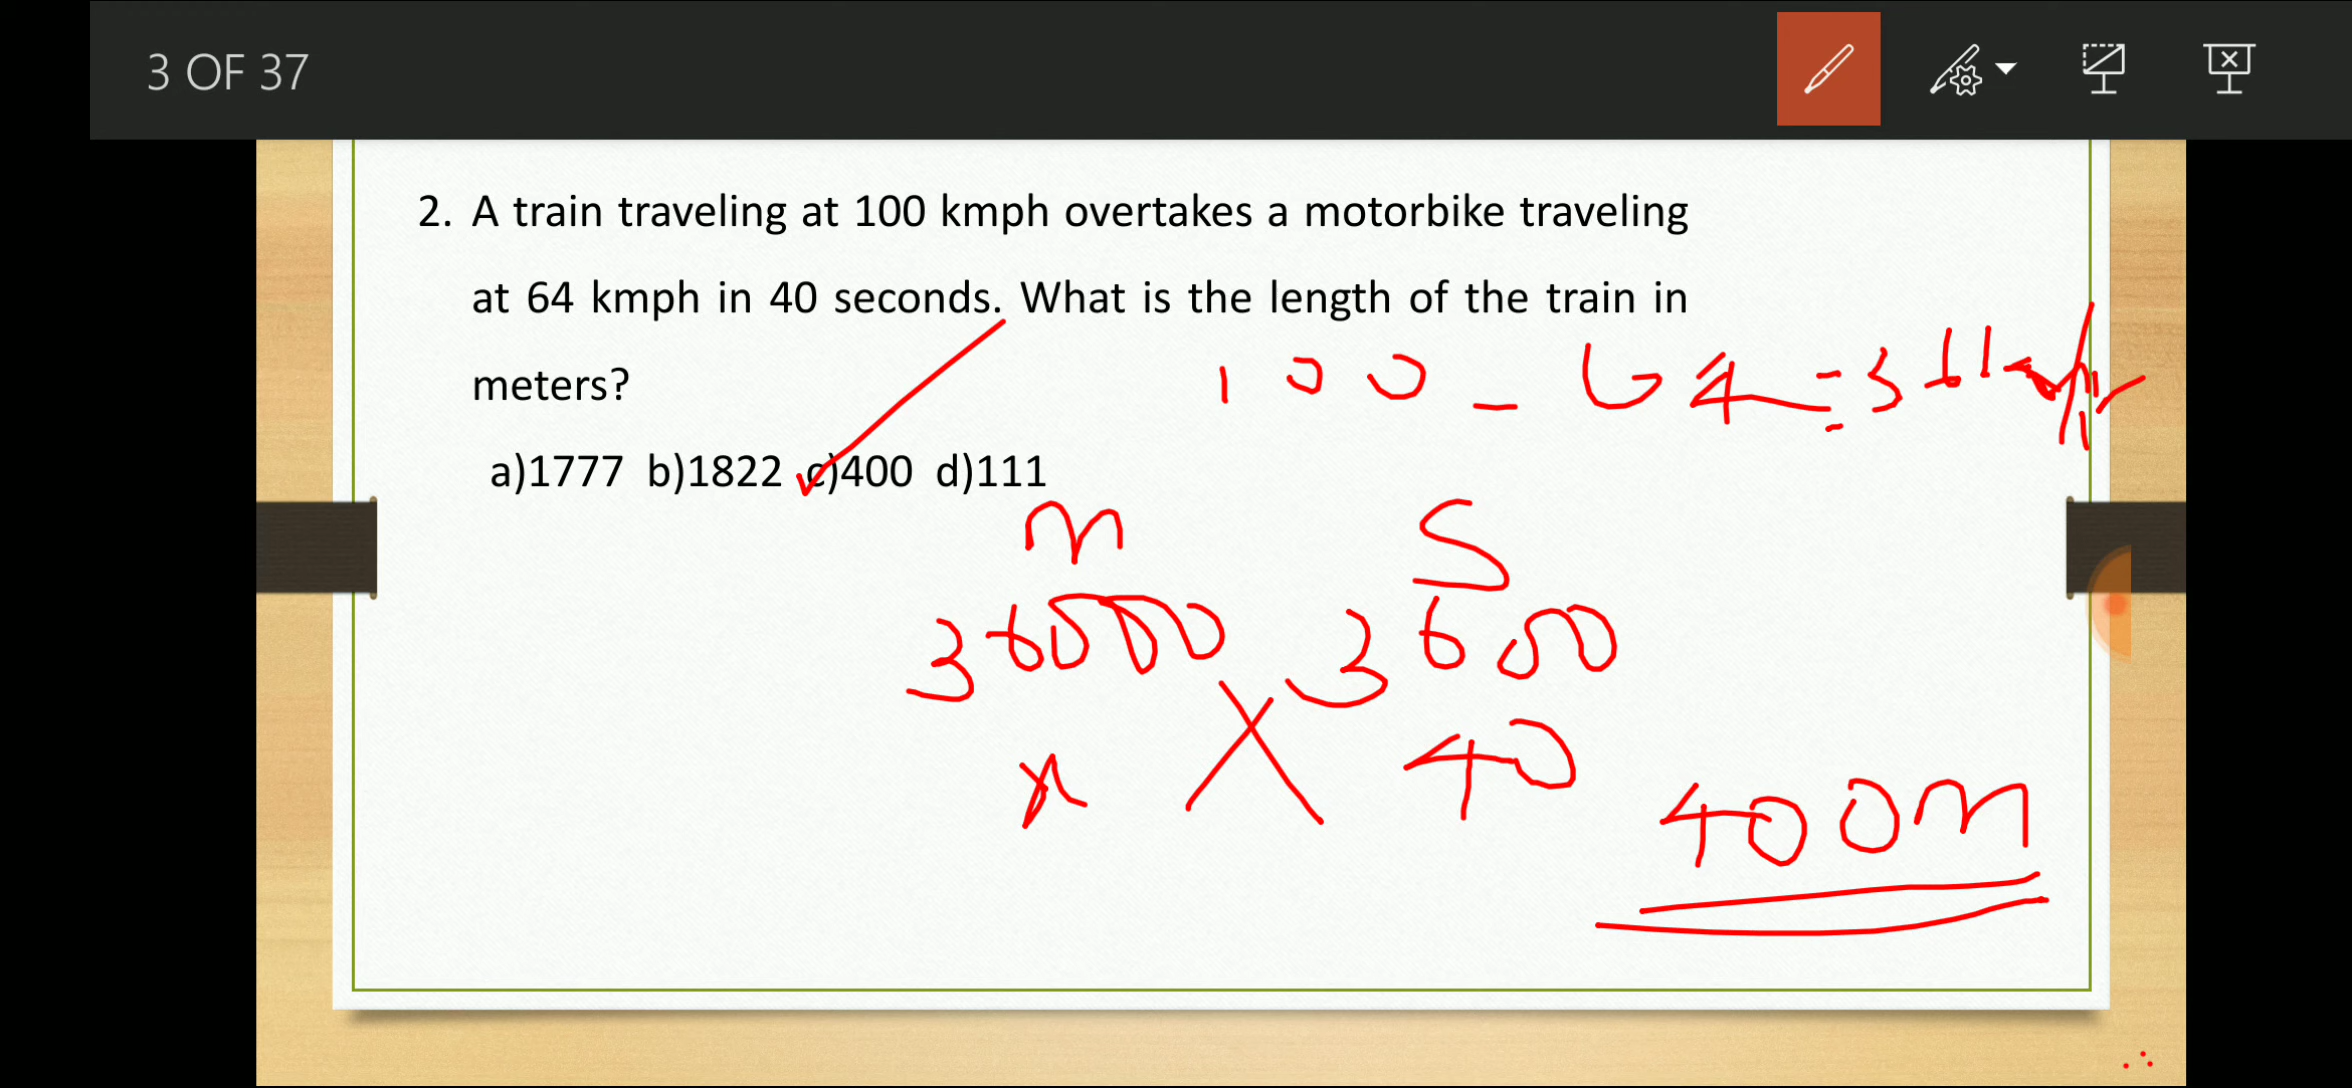 3 OF 37
2. A train traveling at 100 kmph overtakes a motorbike traveling
at 64 kmph in 40 seconds. What is the length of the train in
meters?
100 - 64 = 36
a)1777 b)1822 c)400 d)111
m S
36000 3600
x 40
400m